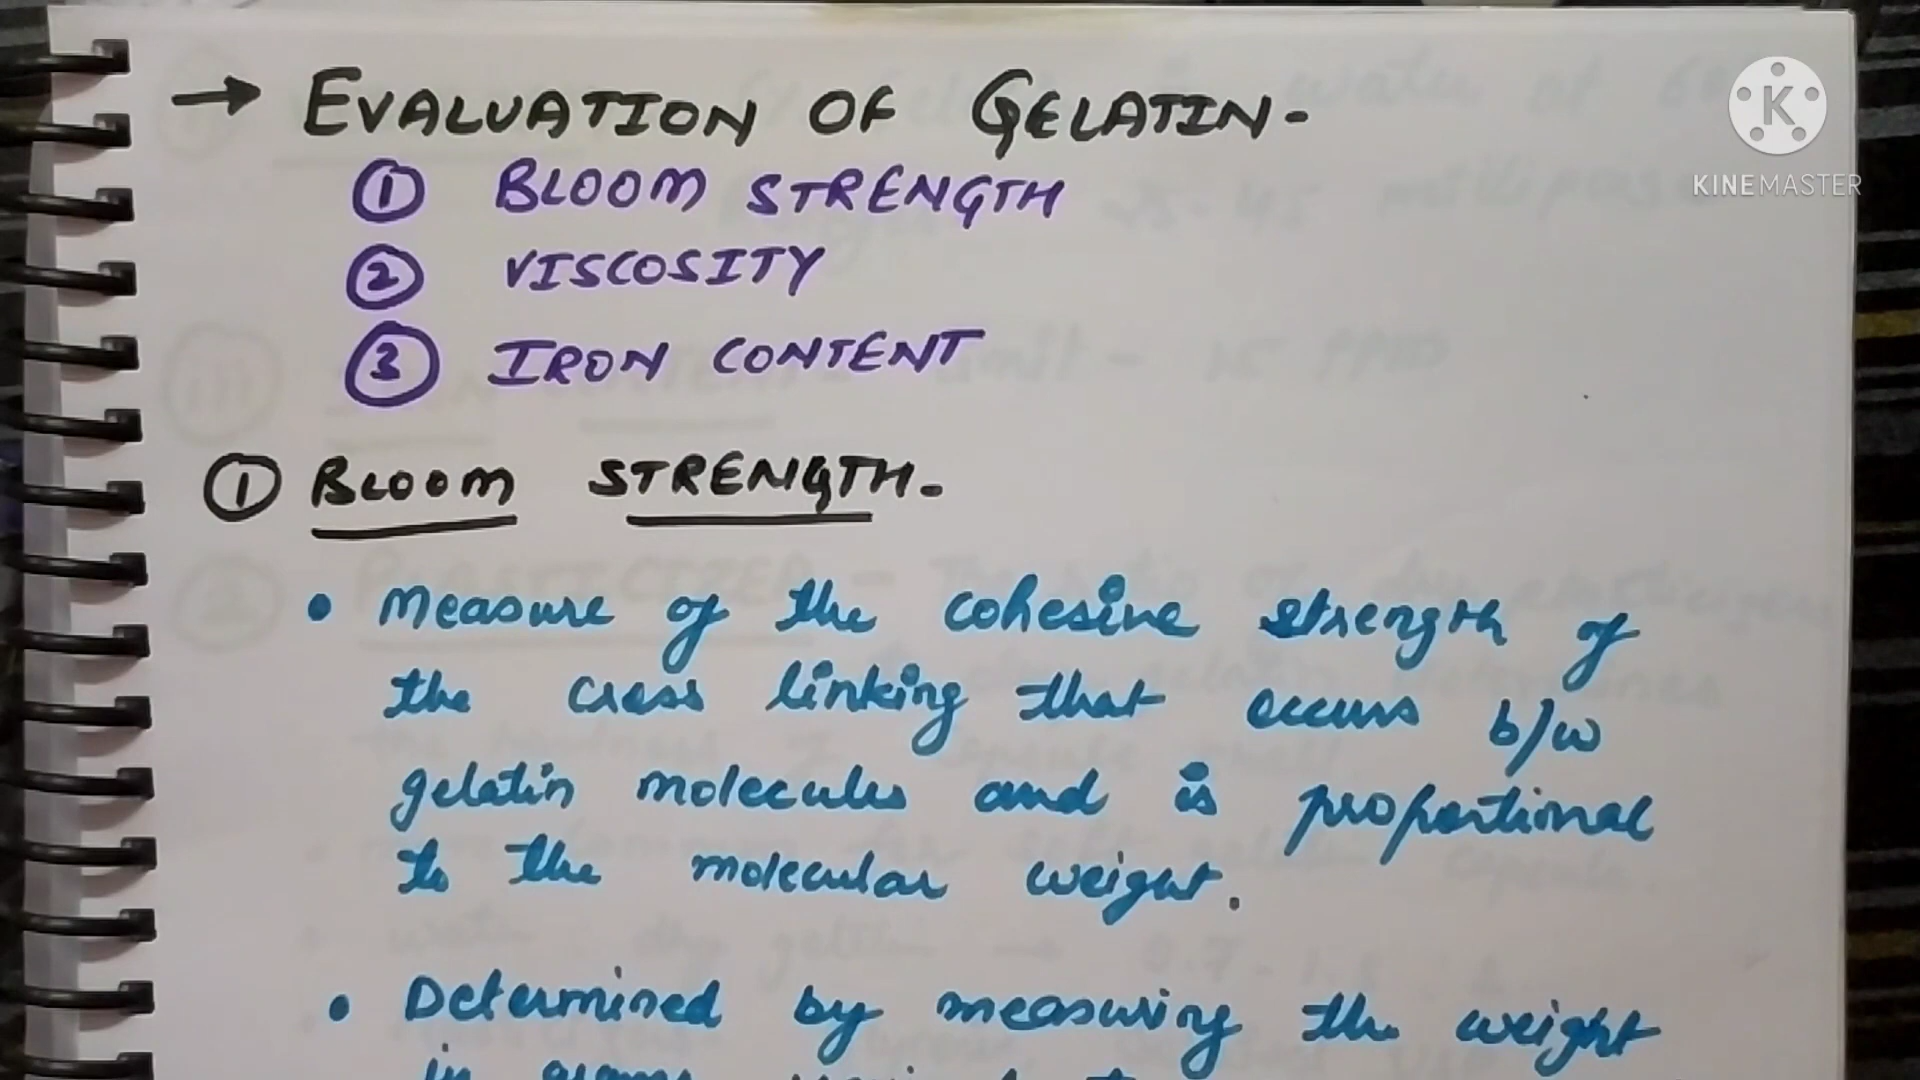 → EVALUATION OF GELATIN-
① BLOOM STRENGTH
② VISCOSITY
③ IRON CONTENT
① BLOOM STRENGTH-
• Measure of the cohesive strength of
the cross linking that occurs b/w
gelatin molecules and is proportional
to the molecular weight.
• Determined by measuring the weight
in grams
K
KINEMASTER